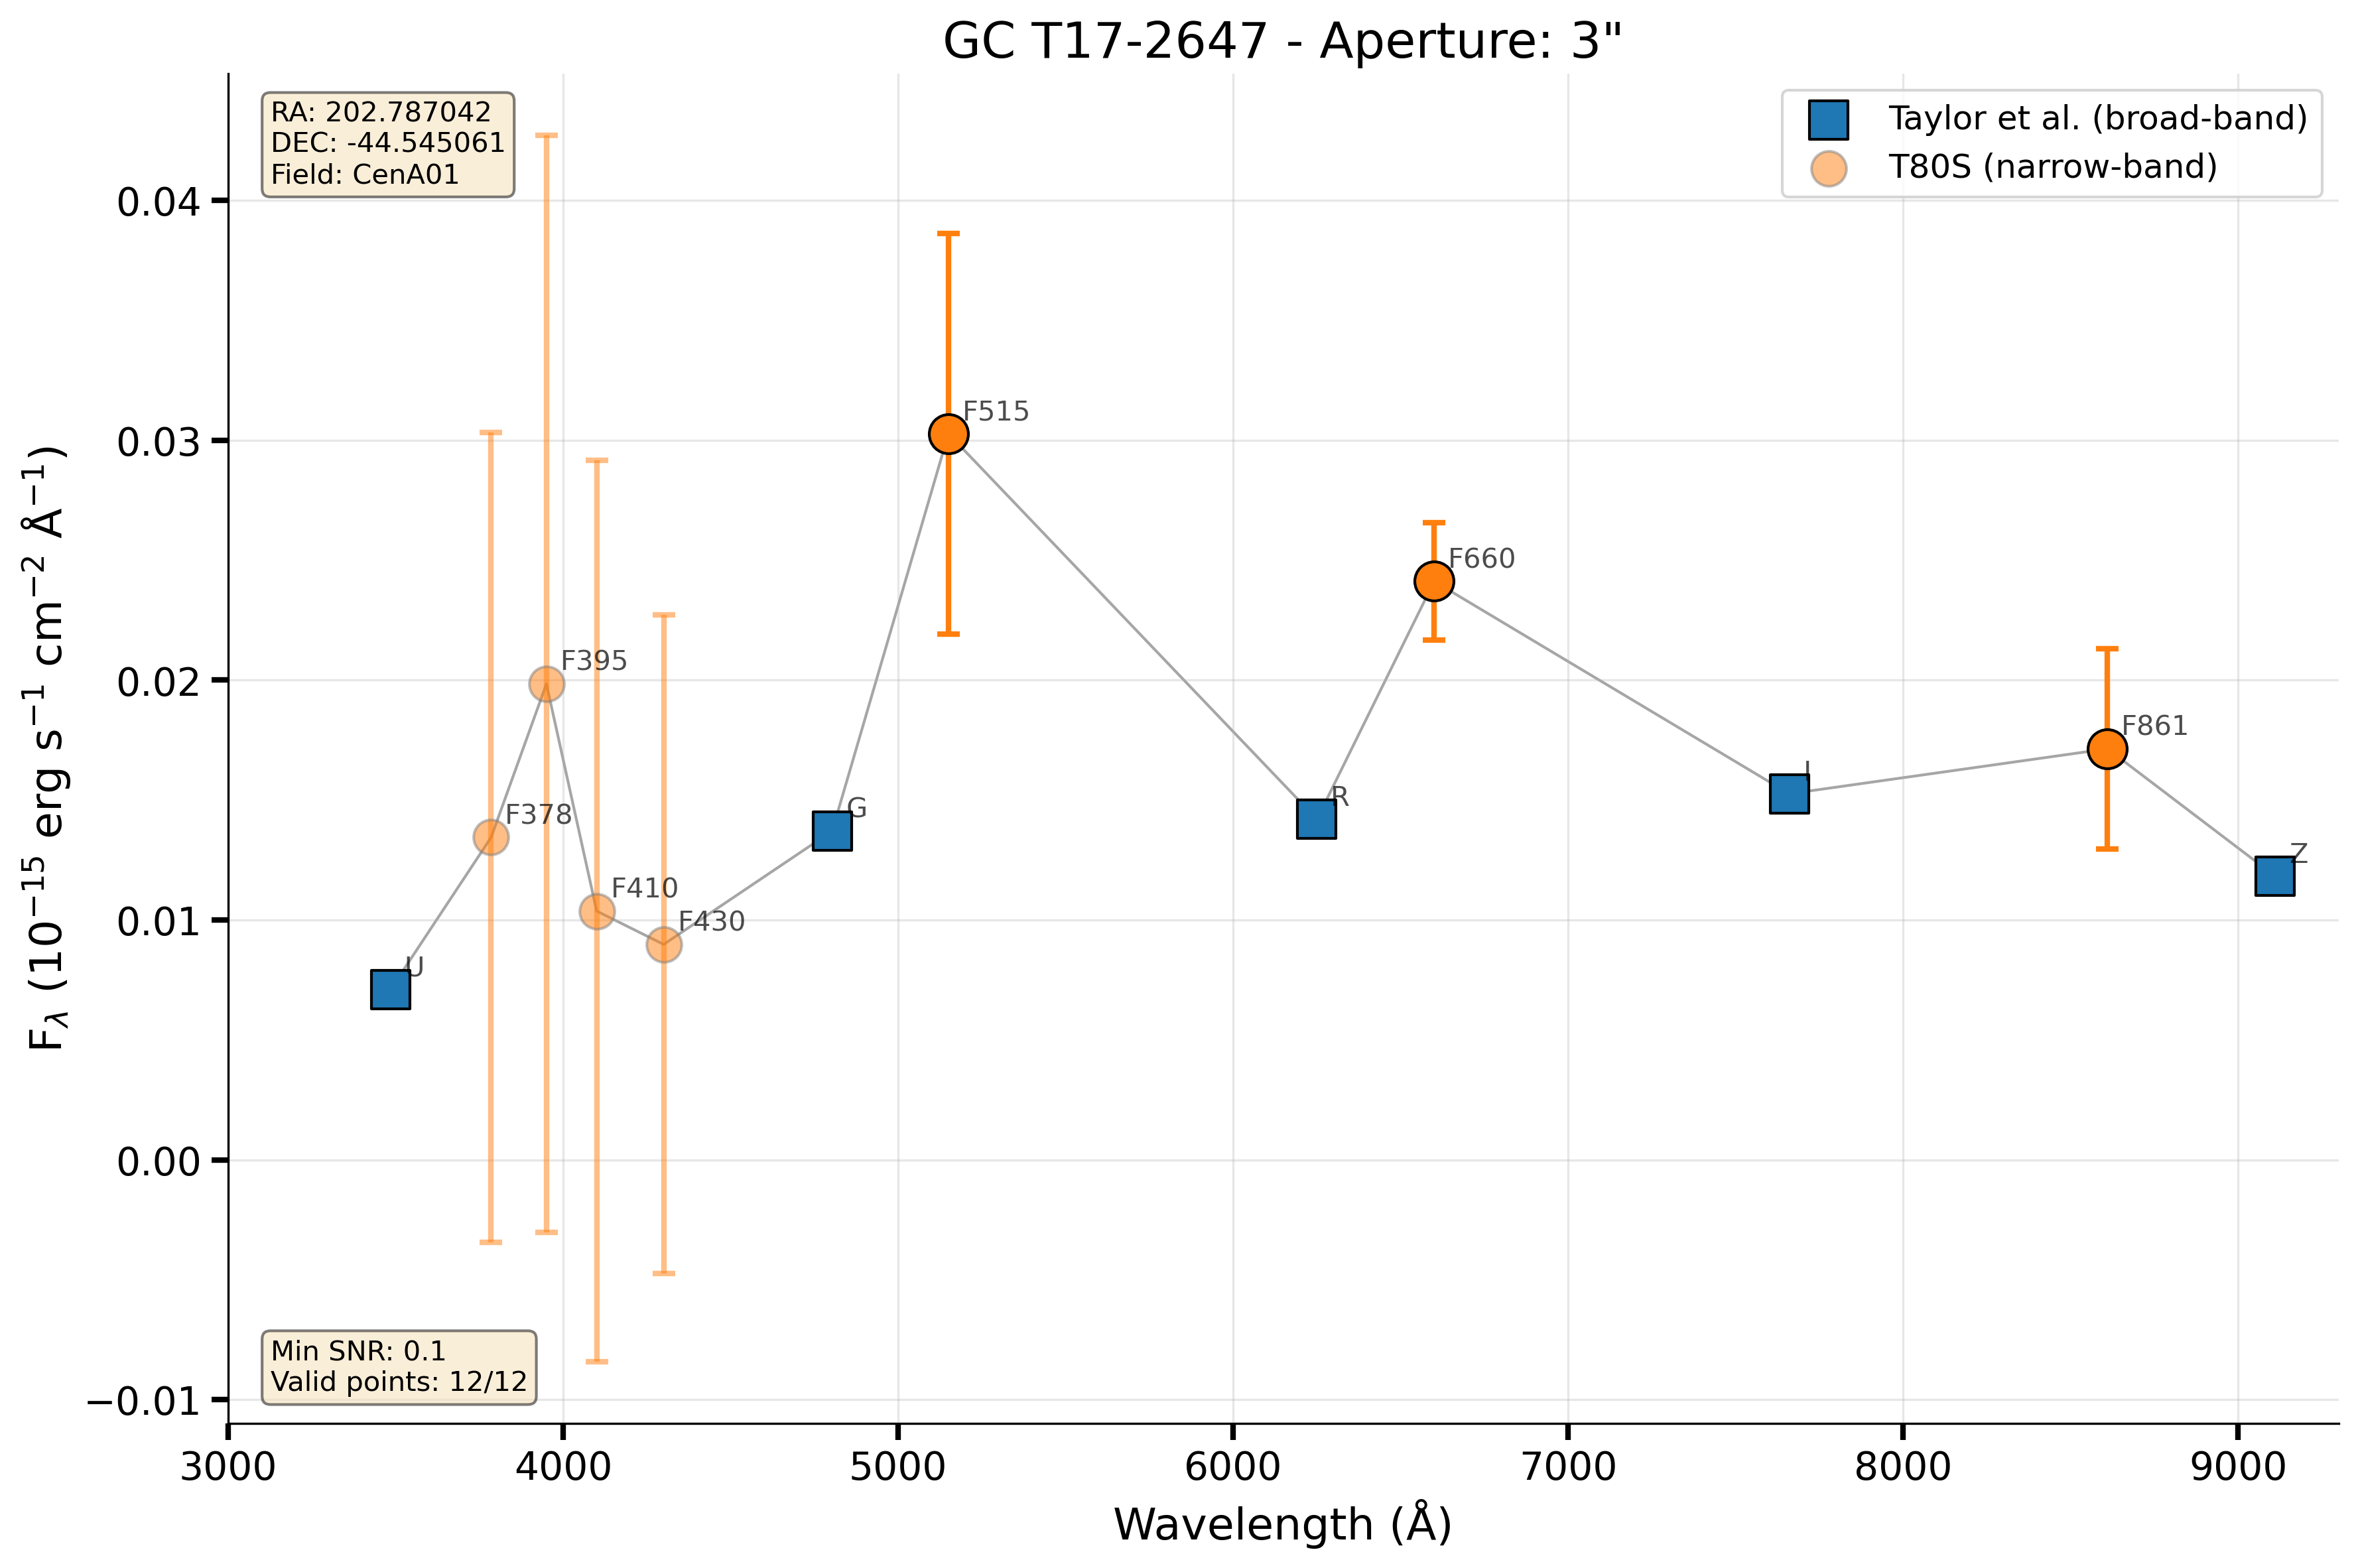 GC T17-2647 - Aperture: 3"
RA: 202.787042
DEC: -44.545061
Field: CenA01
Taylor et al. (broad-band)
T80S (narrow-band)
0.04
0.03
0.02
0.01
0.00
−0.01
F_λ (10⁻¹⁵ erg s⁻¹ cm⁻² Å⁻¹)
U
F378
F395
F410
F430
G
F515
R
F660
I
F861
Z
Min SNR: 0.1
Valid points: 12/12
3000 4000 5000 6000 7000 8000 9000
Wavelength (Å)